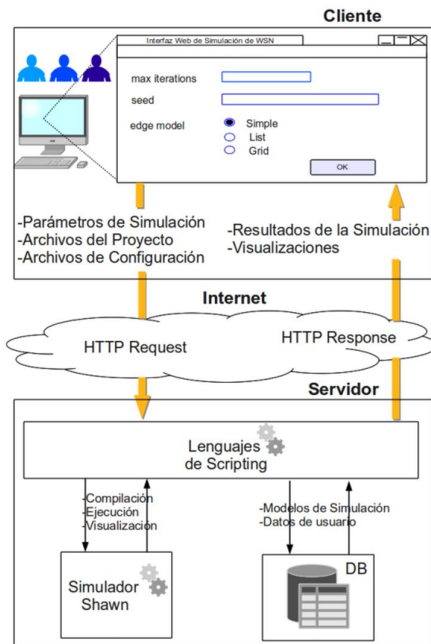 Cliente
Interfaz Web de Simulación de WSN
max iterations
seed
edge model
Simple
List
Grid
OK
-Parámetros de Simulación
-Archivos del Proyecto
-Archivos de Configuración
-Resultados de la Simulación
-Visualizaciones
Internet
HTTP Request
HTTP Response
Servidor
Lenguajes
de Scripting
-Compilación
-Ejecución
-Visualización
-Modelos de Simulación
-Datos de usuario
Simulador
Shawn
DB